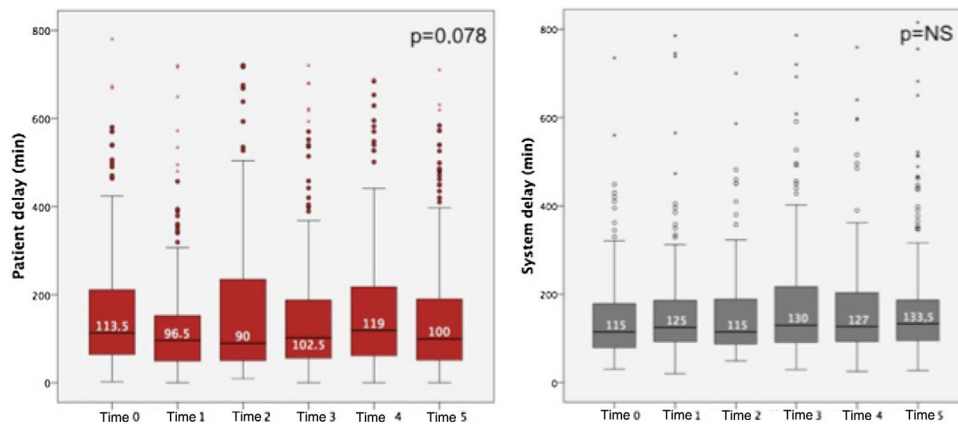 p=0.078
800
600
400
200
0
Patient delay (min)
113.5
96.5
90
102.5
119
100
Time 0
Time 1
Time 2
Time 3
Time 4
Time 5
p=NS
800
600
400
200
0
System delay (min)
115
125
115
130
127
133,5
Time 0
Time 1
Time 2
Time 3
Time 4
Time 5